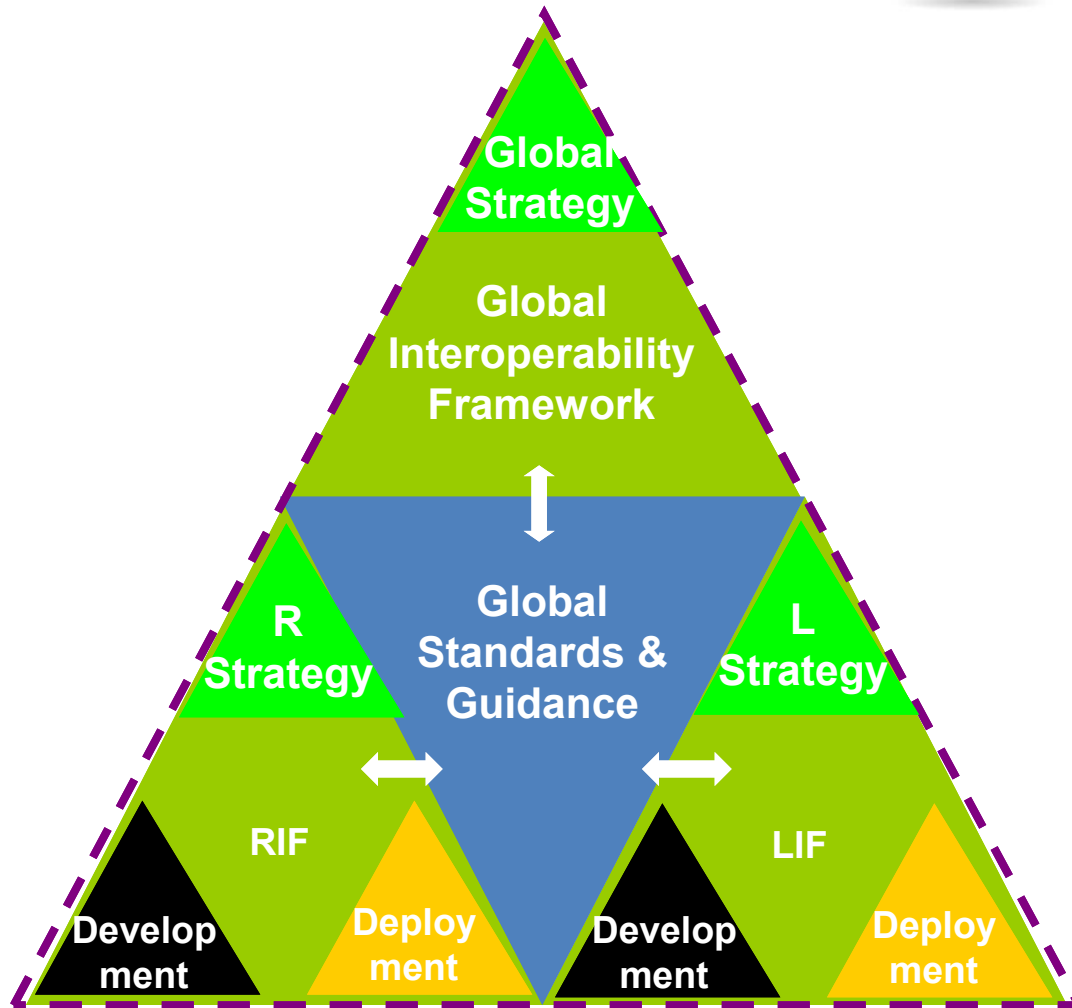 Global
Strategy
Global
Interoperability
Framework
Global
Standards &
Guidance
R
Strategy
L
Strategy
RIF
LIF
Develop
ment
Deploy
ment
Develop
ment
Deploy
ment